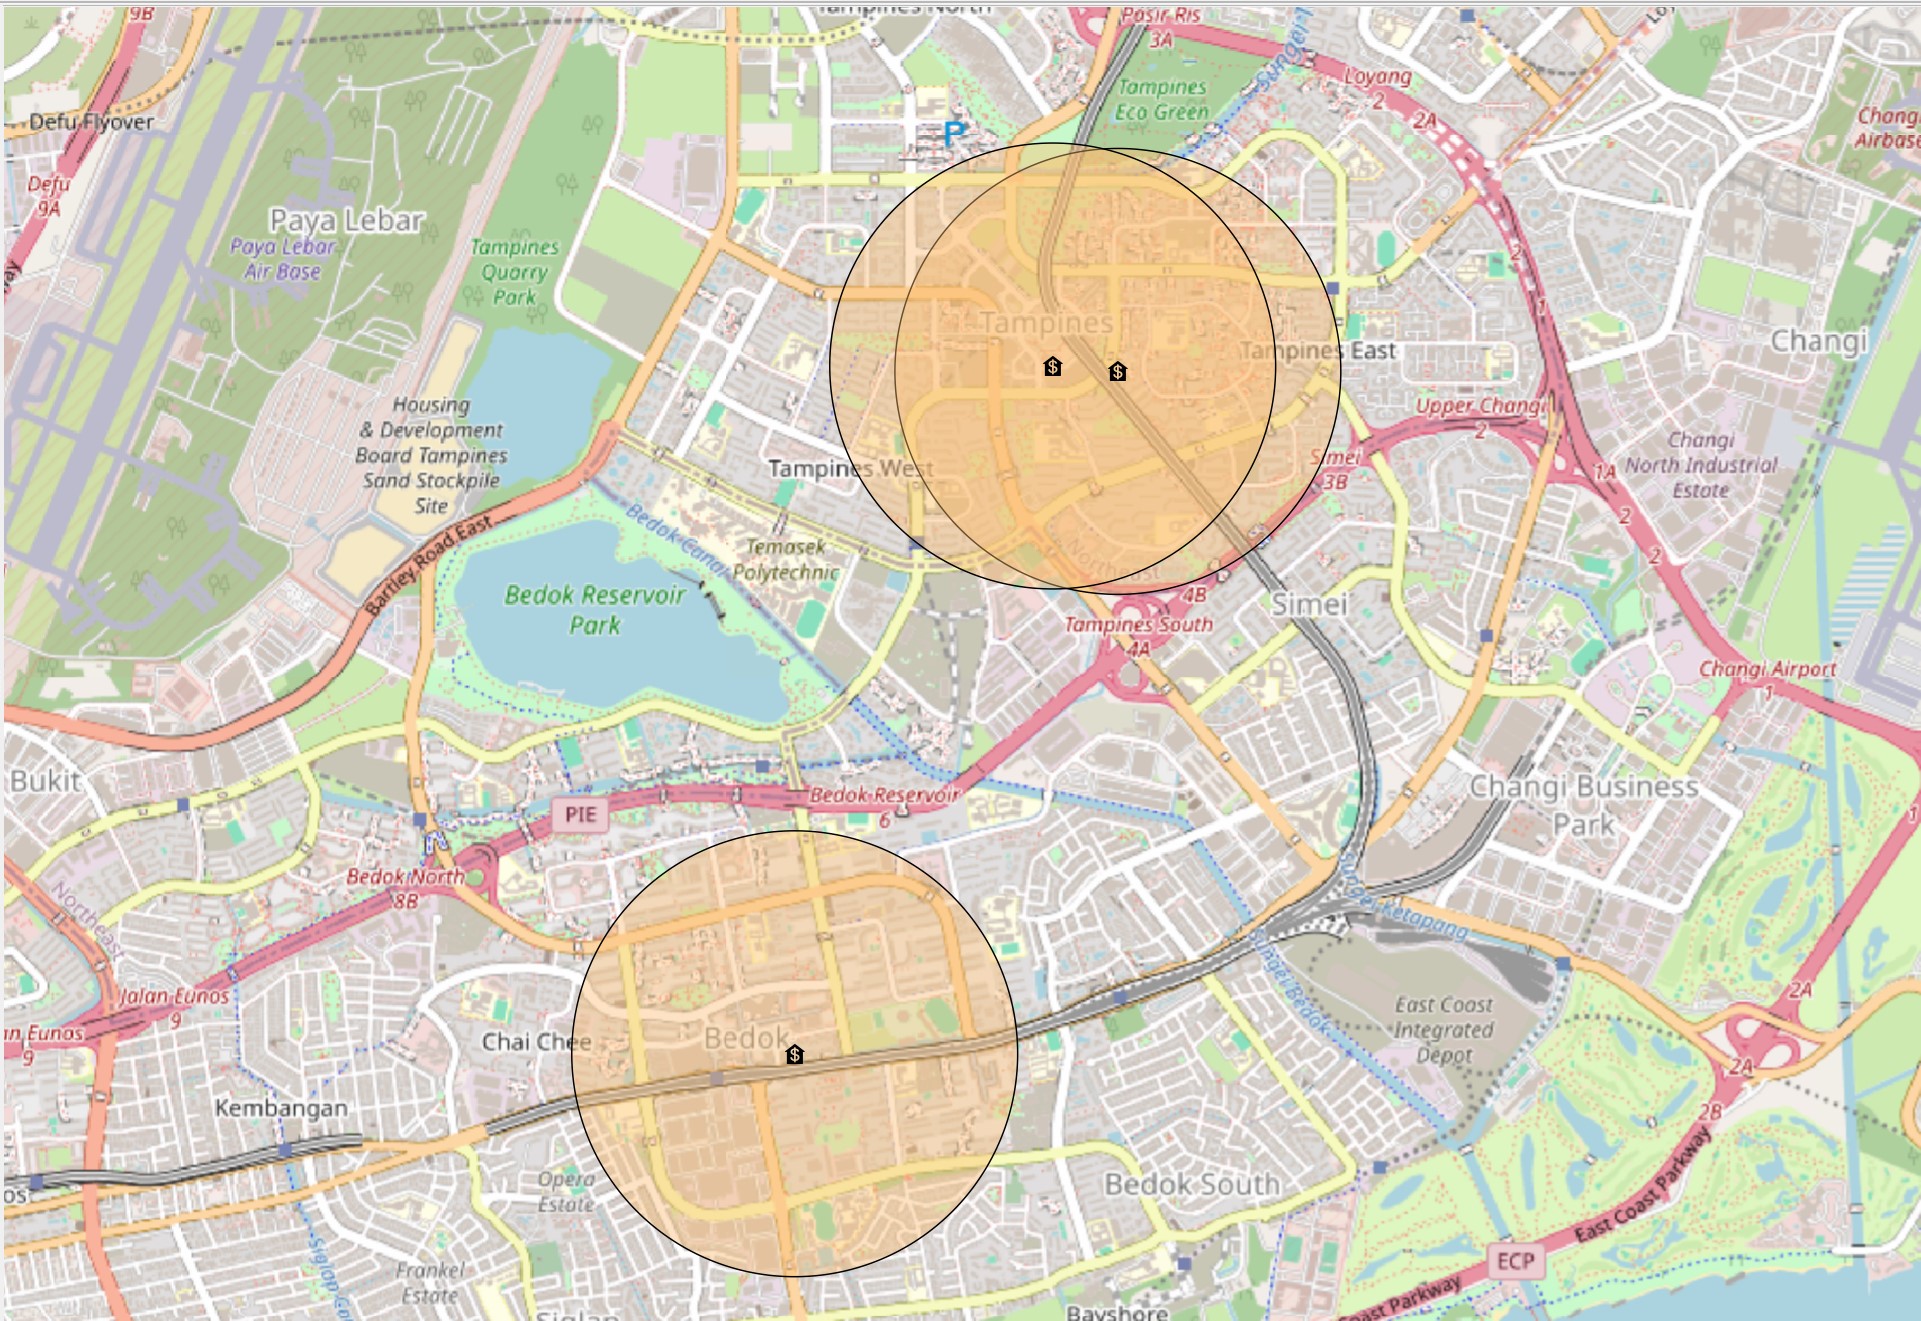 9B
Tampines North
Pasir Ris
3A
Loyang
2
2A
Tampines
Eco Green
P
Defu Flyover
Defu
9A
Paya Lebar
Paya Lebar
Air Base
Tampines
Quarry
Park
Changi
Airbase
2
1
Changi
Tampines
$
$
Tampines East
Housing
& Development
Board Tampines
Sand Stockpile
Site
Upper Changi
2
Changi
North Industrial
Estate
1A
2
2
Tampines West
Simei
3B
Bartley Road East
Bedok Canal
Temasek
Polytechnic
Northeast
Bedok Reservoir
Park
4B
Tampines South
4A
Simei
Changi Airport
1
Bukit
PIE
Bedok Reservoir
6
Changi Business
Park
1
Bedok North
8B
Northeast
Sungei Ketapang
Sungei Bedok
Jalan Eunos
9
an Eunos
9
Chai Chee
Bedok
$
East Coast
Integrated
Depot
2A
2A
2B
Kembangan
Opera
Estate
Bedok South
East Coast Parkway
ECP
Frankel
Estate
Siglap
Bayshore
oast Parkway